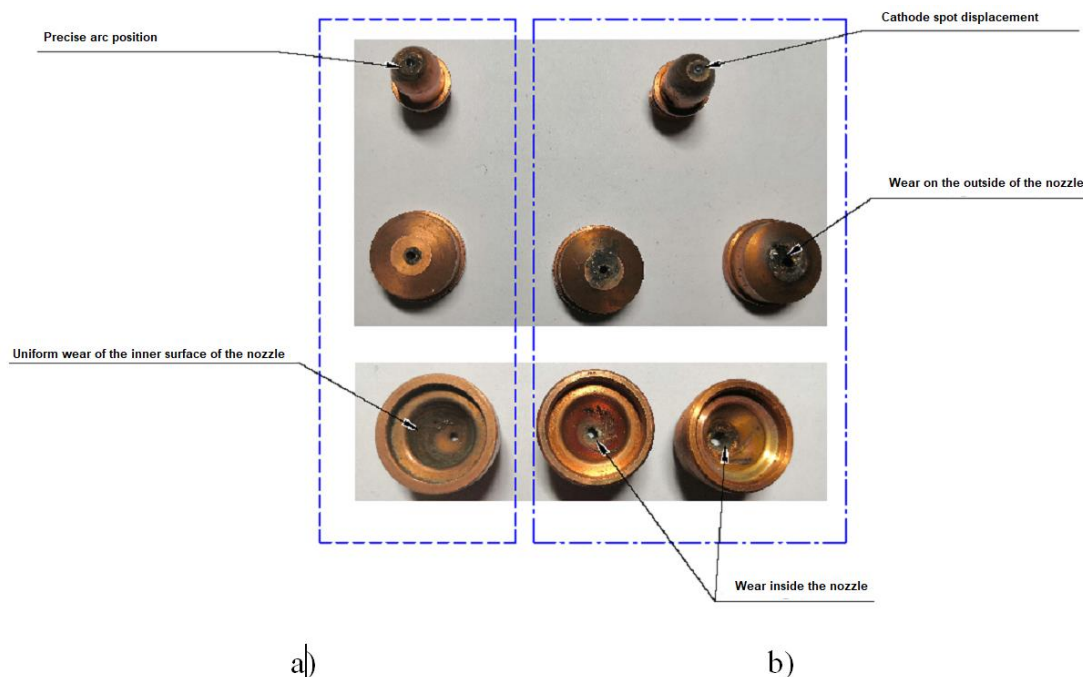 Cathode spot displacement
Precise arc position
Wear on the outside of the nozzle
Uniform wear of the inner surface of the nozzle
Wear inside the nozzle
a)
b)